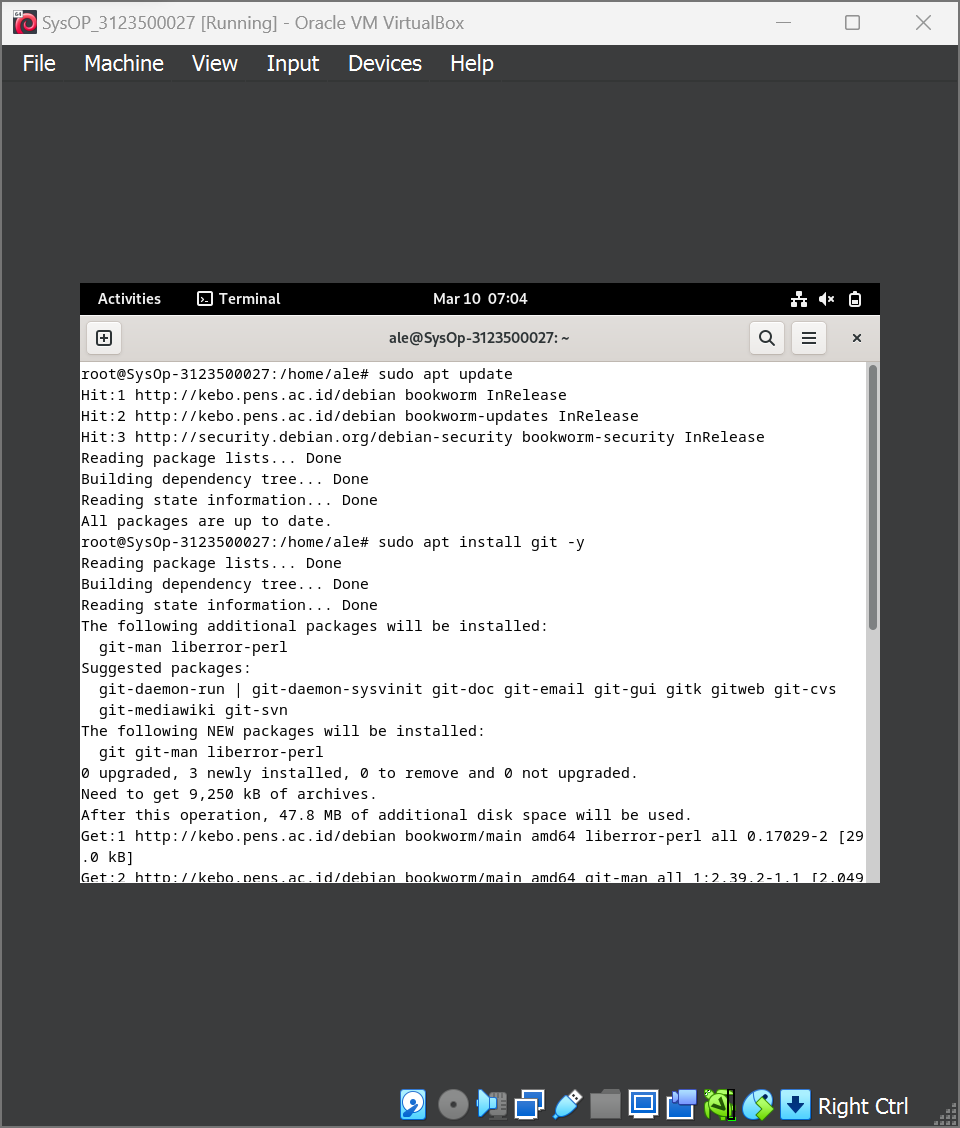 SysOP_3123500027 [Running] - Oracle VM VirtualBox
File Machine View Input Devices Help
Activities Terminal Mar 10 07:04
ale@SysOp-3123500027: ~
root@SysOp-3123500027:/home/ale# sudo apt update
Hit:1 http://kebo.pens.ac.id/debian bookworm InRelease
Hit:2 http://kebo.pens.ac.id/debian bookworm-updates InRelease
Hit:3 http://security.debian.org/debian-security bookworm-security InRelease
Reading package lists... Done
Building dependency tree... Done
Reading state information... Done
All packages are up to date.
root@SysOp-3123500027:/home/ale# sudo apt install git -y
Reading package lists... Done
Building dependency tree... Done
Reading state information... Done
The following additional packages will be installed:
  git-man liberror-perl
Suggested packages:
  git-daemon-run | git-daemon-sysvinit git-doc git-email git-gui gitk gitweb git-cvs
  git-mediawiki git-svn
The following NEW packages will be installed:
  git git-man liberror-perl
0 upgraded, 3 newly installed, 0 to remove and 0 not upgraded.
Need to get 9,250 kB of archives.
After this operation, 47.8 MB of additional disk space will be used.
Get:1 http://kebo.pens.ac.id/debian bookworm/main amd64 liberror-perl all 0.17029-2 [29
.0 kB]
Get:2 http://kebo.pens.ac.id/debian bookworm/main amd64 git-man all 1:2.39.2-1.1 [2,049
Right Ctrl